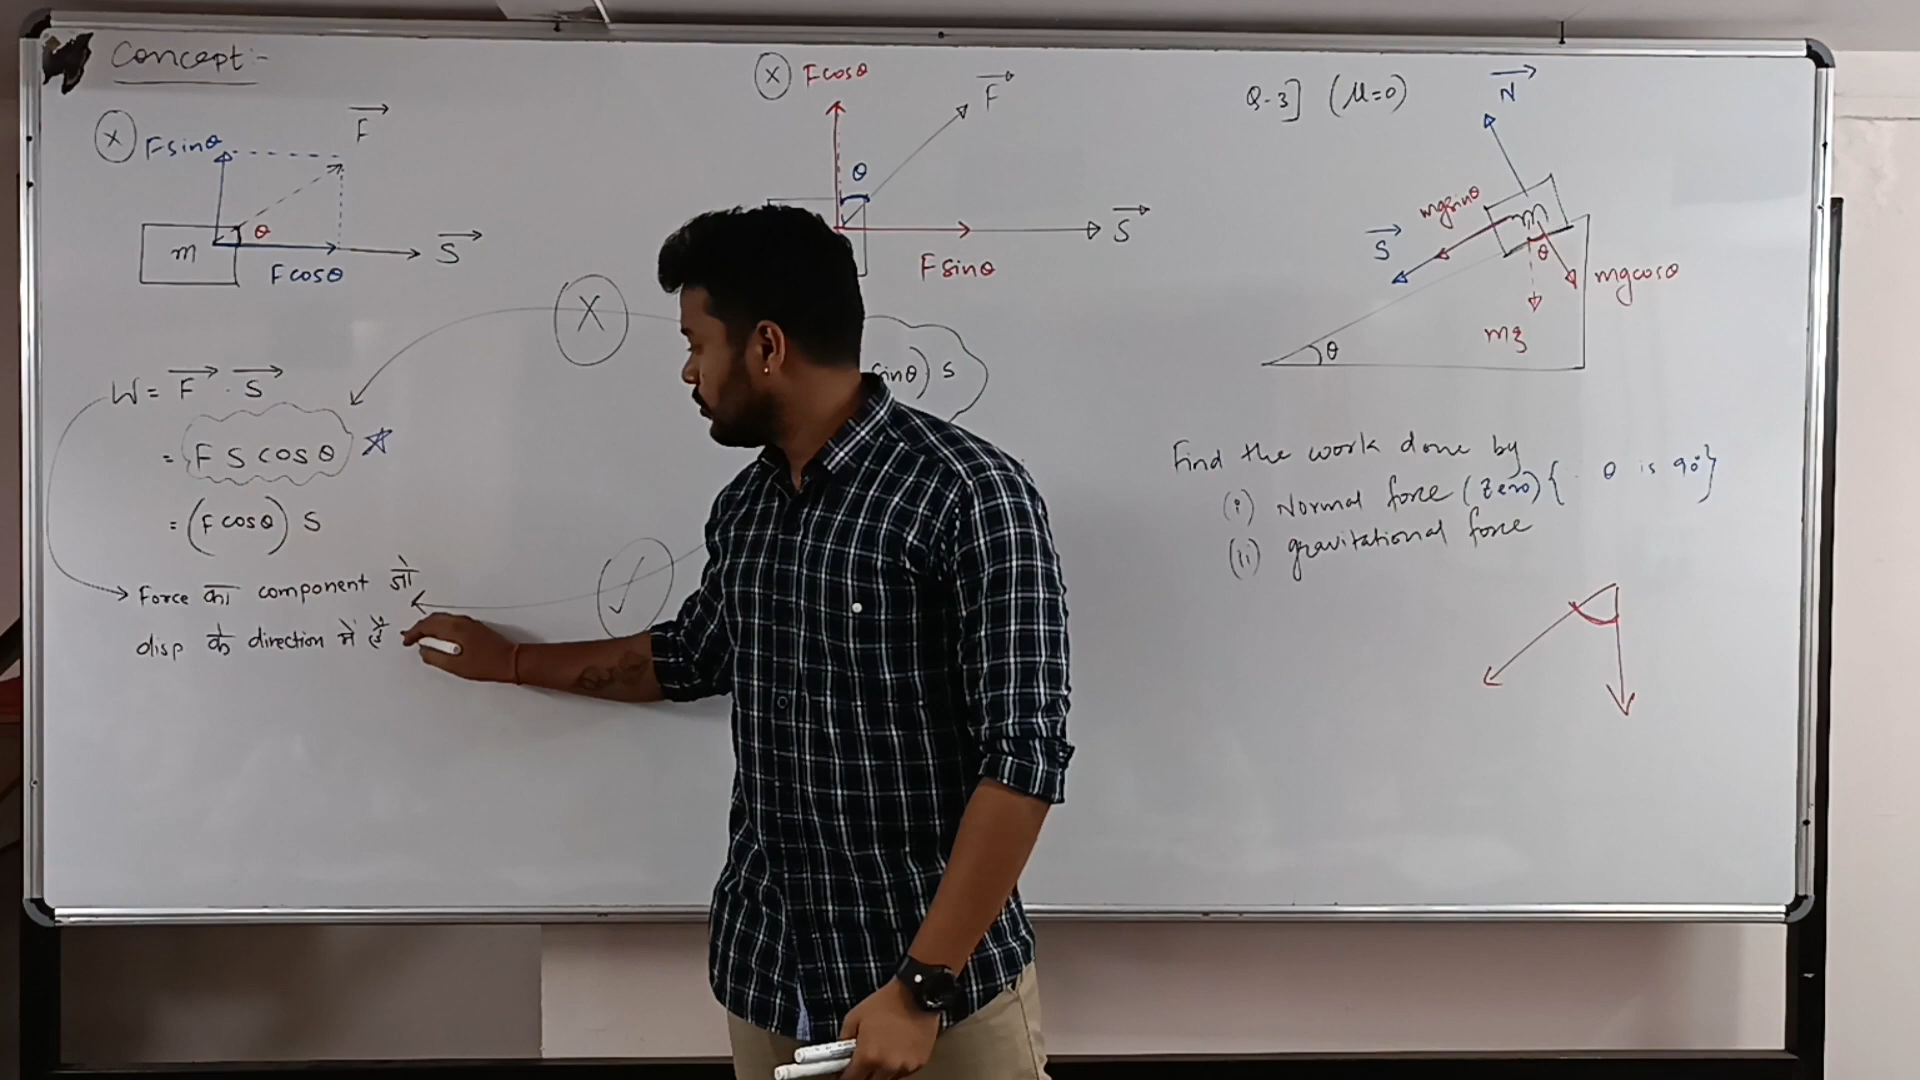 Concept :-
(X) Fsinθ
F
m
θ
S
Fcosθ
W = F . S
= F S cos θ
= (F cosθ) S
→ Force का component जो
disp के direction में है
(X) Fcosθ
F
θ
S
Fsinθ
X
sinθ) S
✓
Q-3] (μ=0)
N
mgsinθ
m
S
θ
mgcosθ
mg
θ
Find the work done by
(i) Normal force (Zero) { θ is 90° }
(ii) gravitational force